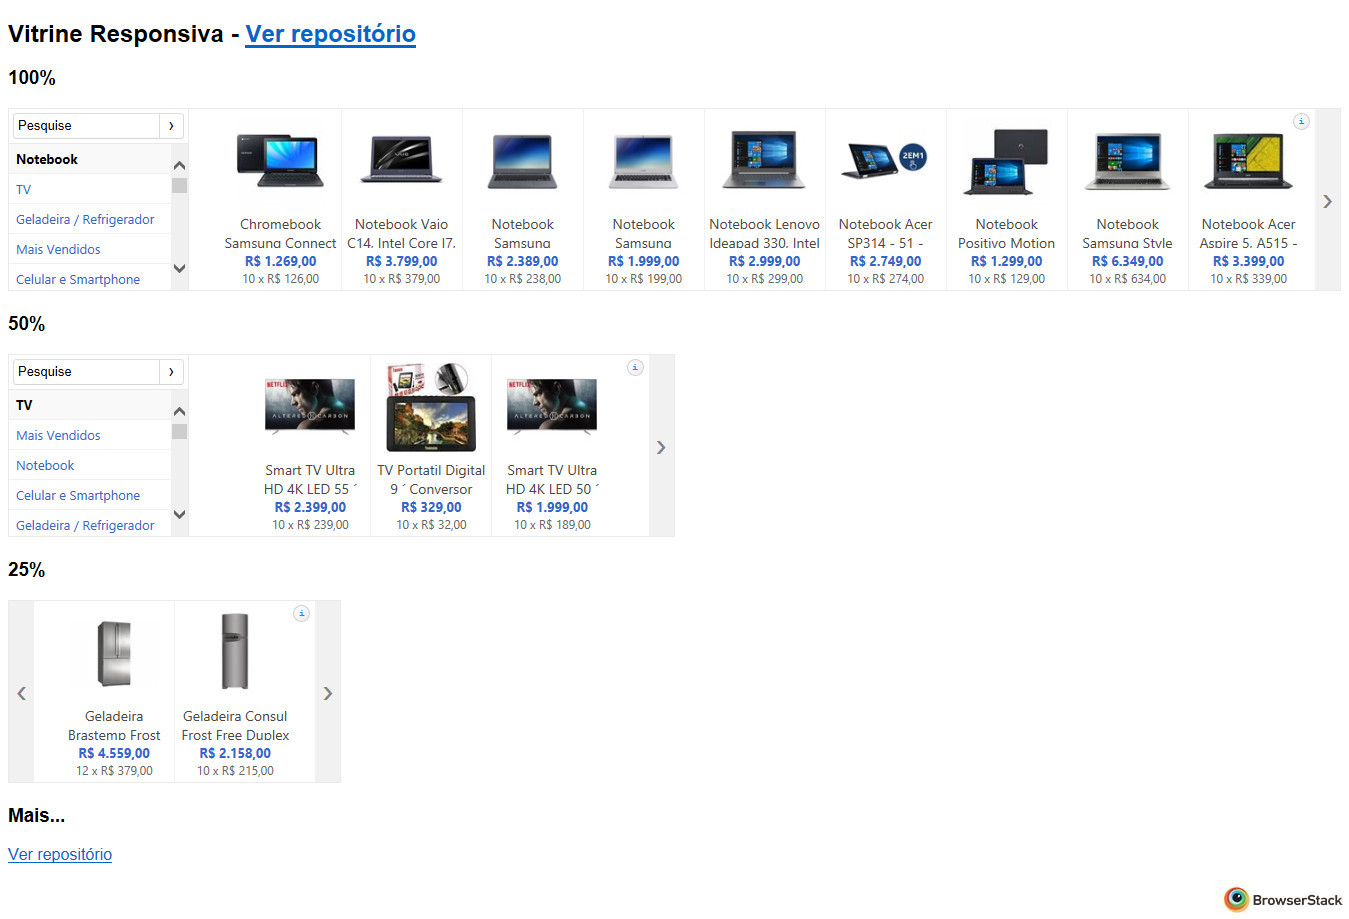 Vitrine Responsiva - Ver repositório
100%
Pesquise
Notebook
TV
Geladeira / Refrigerador
Mais Vendidos
Celular e Smartphone
Chromebook
Samsung Connect
R$ 1.269,00
10 x R$ 126,00
Notebook Vaio
C14, Intel Core I7,
R$ 3.799,00
10 x R$ 379,00
Notebook
Samsung
R$ 2.389,00
10 x R$ 238,00
Notebook
Samsung
R$ 1.999,00
10 x R$ 199,00
Notebook Lenovo
Ideapad 330, Intel
R$ 2.999,00
10 x R$ 299,00
2EM1
Notebook Acer
SP314 - 51 -
R$ 2.749,00
10 x R$ 274,00
Notebook
Positivo Motion
R$ 1.299,00
10 x R$ 129,00
Notebook
Samsung Style
R$ 6.349,00
10 x R$ 634,00
Notebook Acer
Aspire 5, A515 -
R$ 3.399,00
10 x R$ 339,00
50%
Pesquise
TV
Mais Vendidos
Notebook
Celular e Smartphone
Geladeira / Refrigerador
NETFLIX
ALTERED CARBON
Smart TV Ultra
HD 4K LED 55 ´
R$ 2.399,00
10 x R$ 239,00
TV Portatil Digital
9 ´ Conversor
R$ 329,00
10 x R$ 32,00
NETFLIX
ALTERED CARBON
Smart TV Ultra
HD 4K LED 50 ´
R$ 1.999,00
10 x R$ 189,00
25%
Geladeira
Brastemp Frost
R$ 4.559,00
12 x R$ 379,00
Geladeira Consul
Frost Free Duplex
R$ 2.158,00
10 x R$ 215,00
Mais...
Ver repositório
BrowserStack